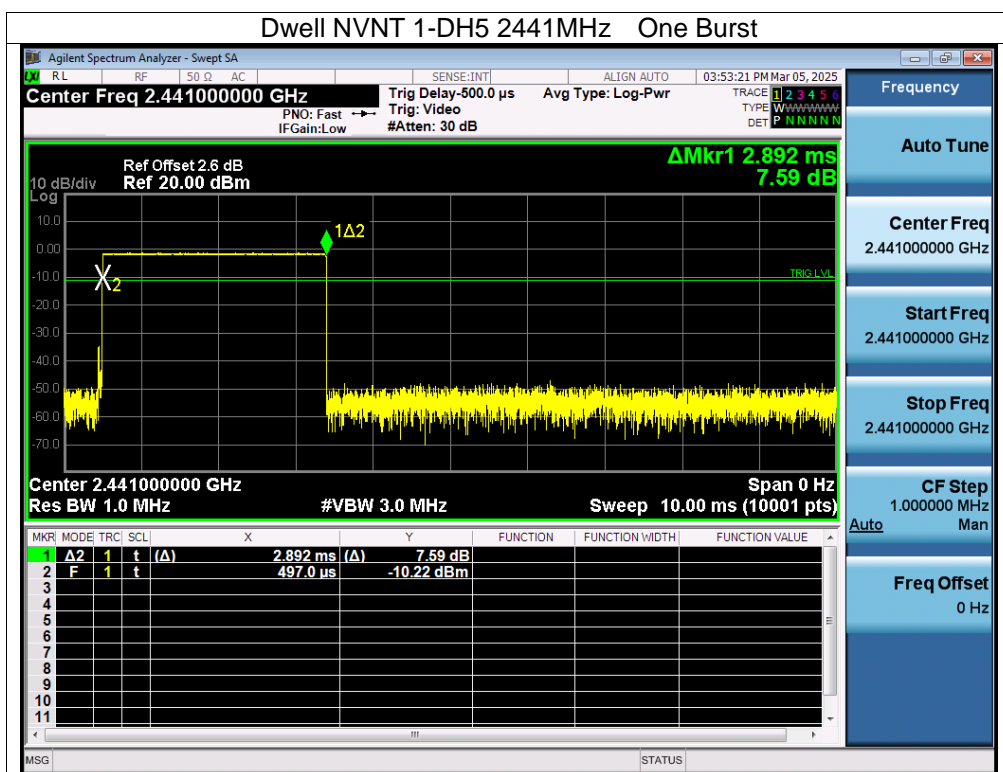 Dwell NVNT 1-DH5 2441MHz One Burst
Agilent Spectrum Analyzer - Swept SA
LXI RL RF 50 Ω AC SENSE:INT ALIGN AUTO 03:53:21 PM Mar 05, 2025
Center Freq 2.441000000 GHz
PNO: Fast
IFGain:Low
Trig Delay-500.0 µs
Trig: Video
#Atten: 30 dB
Avg Type: Log-Pwr
TRACE 1 2 3 4 5 6
TYPE WWWWWW
DET P N N N N N
Ref Offset 2.6 dB
10 dB/div Ref 20.00 dBm
Log
ΔMkr1 2.892 ms
7.59 dB
10.0
0.00
-10.0
-20.0
-30.0
-40.0
-50.0
-60.0
-70.0
1Δ2
2
TRIG LVL
Center 2.441000000 GHz Span 0 Hz
Res BW 1.0 MHz #VBW 3.0 MHz Sweep 10.00 ms (10001 pts)
MKR MODE TRC SCL X Y FUNCTION FUNCTION WIDTH FUNCTION VALUE
1 Δ2 1 t (Δ) 2.892 ms (Δ) 7.59 dB
2 F 1 t 497.0 µs -10.22 dBm
3
4
5
6
7
8
9
10
11
MSG STATUS
Frequency
Auto Tune
Center Freq
2.441000000 GHz
Start Freq
2.441000000 GHz
Stop Freq
2.441000000 GHz
CF Step
1.000000 MHz
Auto Man
Freq Offset
0 Hz